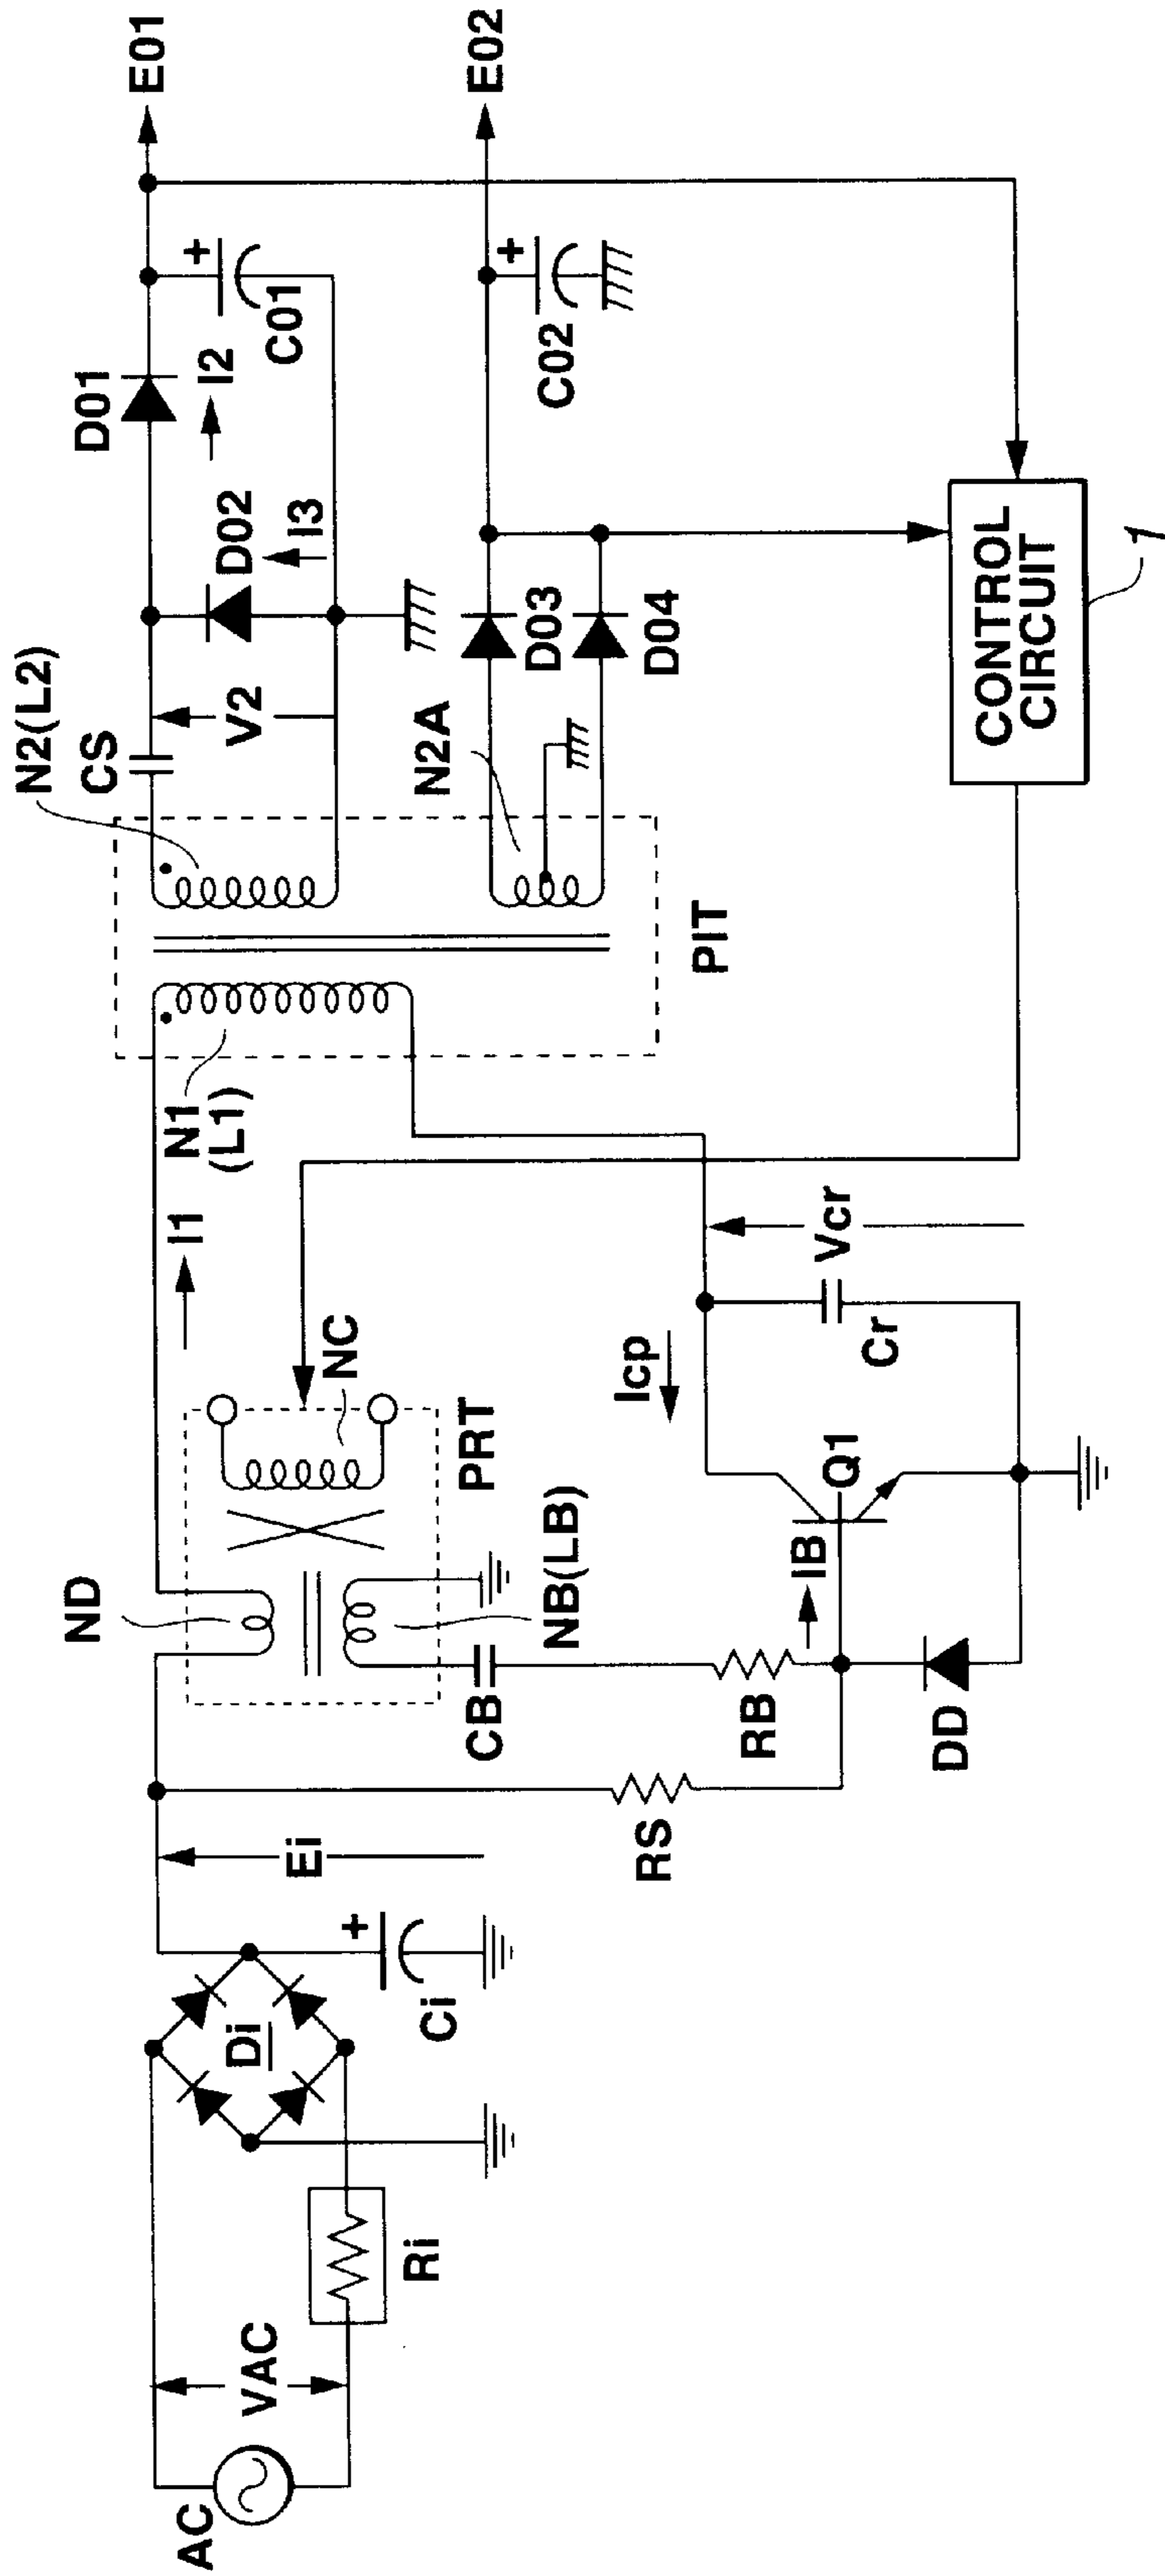 AC
VAC
Ri
Di
+
Ci
Ei
RS
ND
CB
RB
NB(LB)
DD
IB
Q1
PRT
NC
I1
Icp
Cr
Vcr
N1
(L1)
PIT
N2(L2)
CS
V2
N2A
D02
I3
D01
I2
+
C01
D03
D04
+
C02
E01
E02
CONTROL
CIRCUIT
1